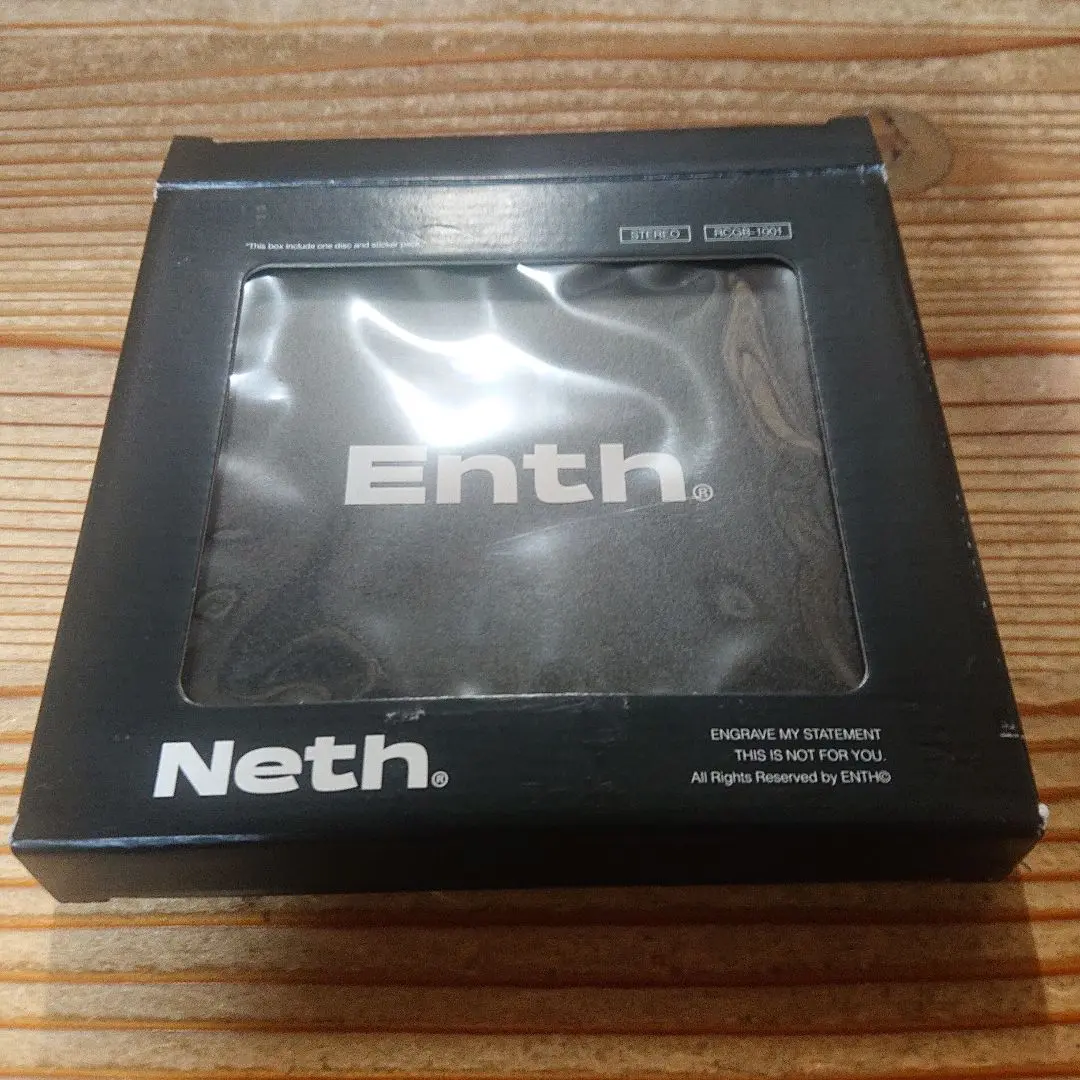 *This box include one disc and sticker pack.
STEREO
RCGB-1001
Enth®
Neth®
ENGRAVE MY STATEMENT
THIS IS NOT FOR YOU.
All Rights Reserved by ENTH©